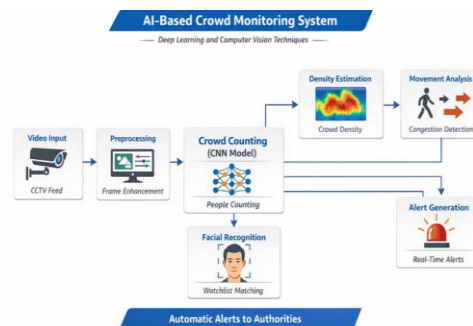 AI-Based Crowd Monitoring System
Deep Learning and Computer Vision Techniques
Density Estimation
Crowd Density
Movement Analysis
Congestion Detection
Video Input
CCTV Feed
Preprocessing
Frame Enhancement
Crowd Counting
(CNN Model)
People Counting
Alert Generation
Real-Time Alerts
Facial Recognition
Watchlist Matching
Automatic Alerts to Authorities